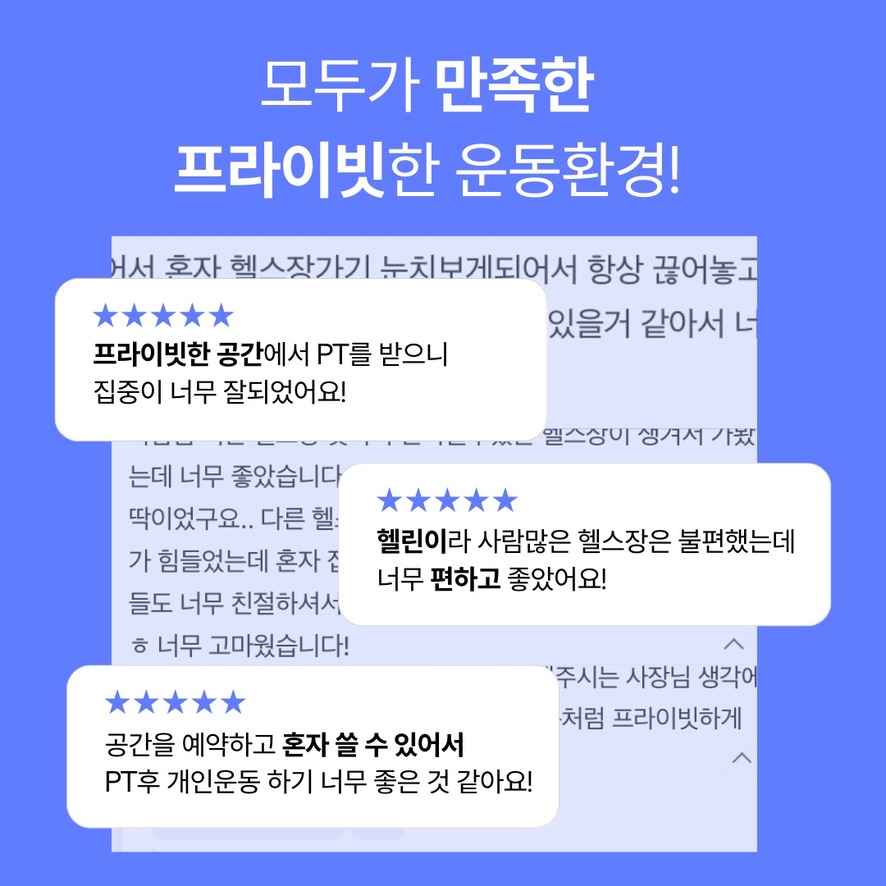 모두가 만족한
프라이빗한 운동환경!
혼자 헬스장가기 눈치보게되어서 항상 끊어놓고
있을거 같아서
★★★★★
프라이빗한 공간에서 PT를 받으니
집중이 너무 잘되었어요!
헬스장이 생겨서 가봤
는데 너무 좋았습니다
딱이었구요.. 다른
★★★★★
헬린이라 사람많은 헬스장은 불편했는데
너무 편하고 좋았어요!
가 힘들었는데 혼자
들도 너무 친절하셔서
ㅎ 너무 고마웠습니다!
주시는 사장님 생각에
처럼 프라이빗하게
★★★★★
공간을 예약하고 혼자 쓸 수 있어서
PT후 개인운동 하기 너무 좋은 것 같아요!